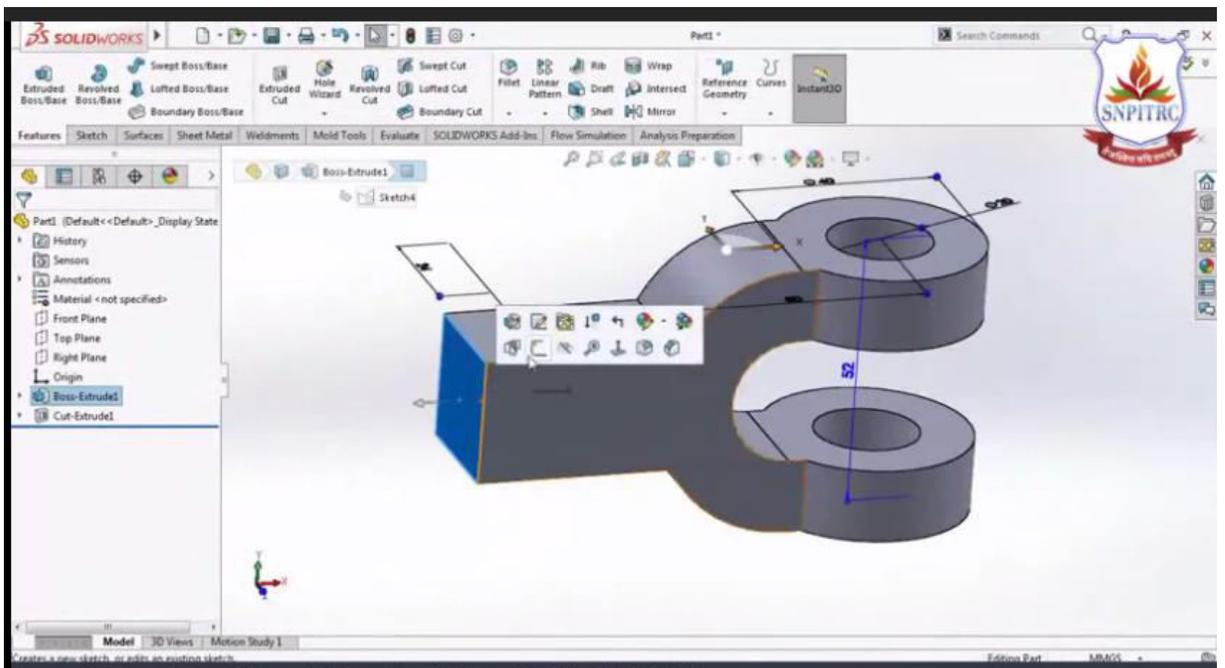 SOLIDWORKS
Part1 *
Search Commands
Extruded Boss/Base
Revolved Boss/Base
Swept Boss/Base
Lofted Boss/Base
Boundary Boss/Base
Extruded Cut
Hole Wizard
Revolved Cut
Swept Cut
Lofted Cut
Boundary Cut
Fillet
Linear Pattern
Rib
Draft
Shell
Wrap
Intersect
Mirror
Reference Geometry
Curves
Instant3D
SNPITRC
Features Sketch Surfaces Sheet Metal Weldments Mold Tools Evaluate SOLIDWORKS Add-Ins Flow Simulation Analysis Preparation
Boss-Extrude1
Sketch4
Part1 (Default<<Default>_Display State
History
Sensors
Annotations
Material <not specified>
Front Plane
Top Plane
Right Plane
Origin
Boss-Extrude1
Cut-Extrude1
Y
X
52
Y
X
Model 3D Views Motion Study 1
Creates a new sketch, or edits an existing sketch.
Editing Part MMGS